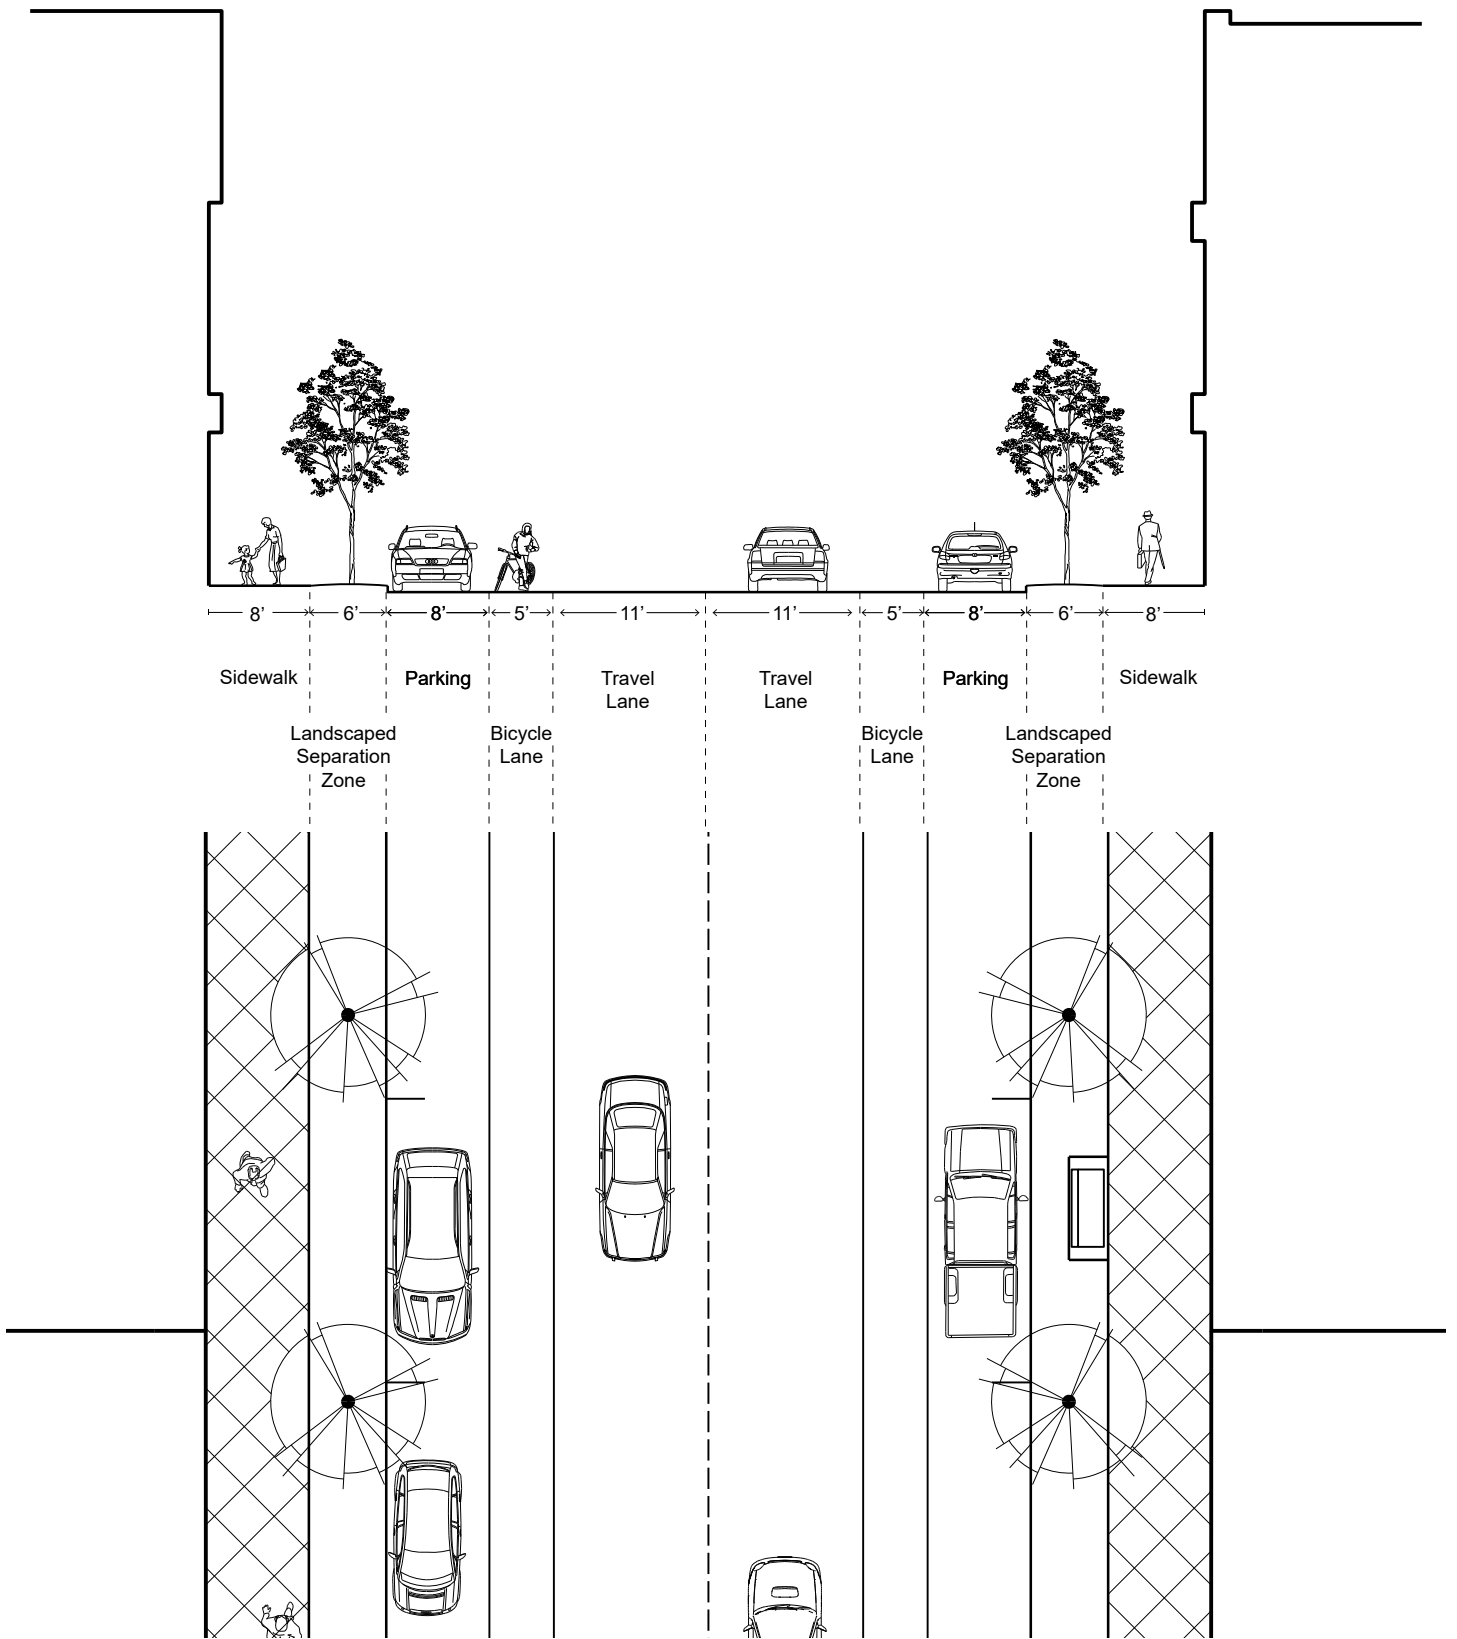 8’ 6’ 8’ 5’ 11’ 11’ 5’ 8’ 6’ 8’
Sidewalk Parking Travel Travel Parking Sidewalk
Lane Lane
Landscaped Bicycle Bicycle Landscaped
Separation Lane Lane Separation
Zone Zone